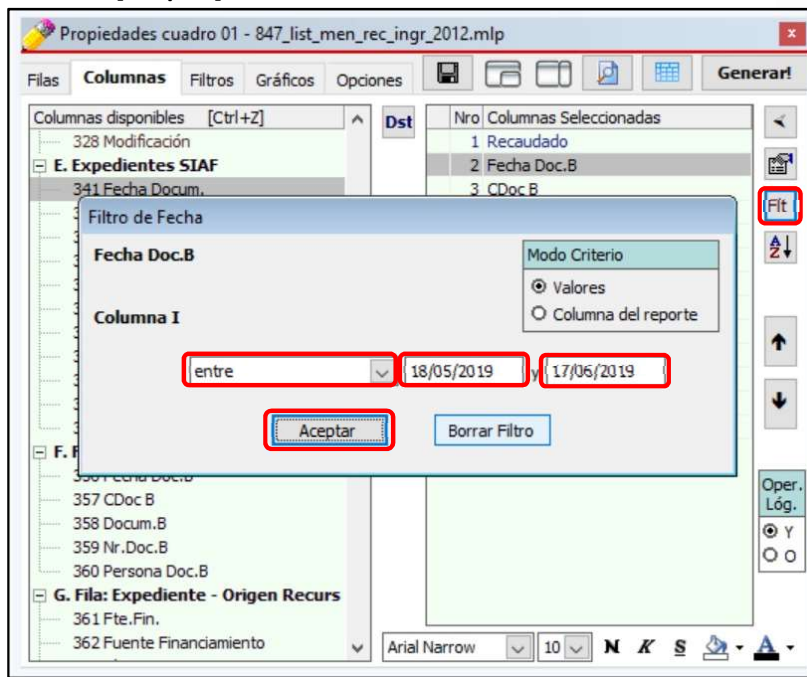 Propiedades cuadro 01 - 847_list_men_rec_ingr_2012.mlp x
Filas Columnas Filtros Gráficos Opciones Generar!
Columnas disponibles [Ctrl+Z] Dst Nro Columnas Seleccionadas
328 Modificación 1 Recaudado
E. Expedientes SIAF 2 Fecha Doc.B
341 Fecha Docum. 3 CDoc B
Filtro de Fecha Flt
Fecha Doc.B Modo Criterio
Valores
Columna I Columna del reporte
entre 18/05/2019 y 17/06/2019
Aceptar Borrar Filtro
357 CDoc B Oper.
358 Docum.B Lóg.
359 Nr.Doc.B Y
360 Persona Doc.B O
G. Fila: Expediente - Origen Recurs
361 Fte.Fin.
362 Fuente Financiamiento Arial Narrow 10 N K S A